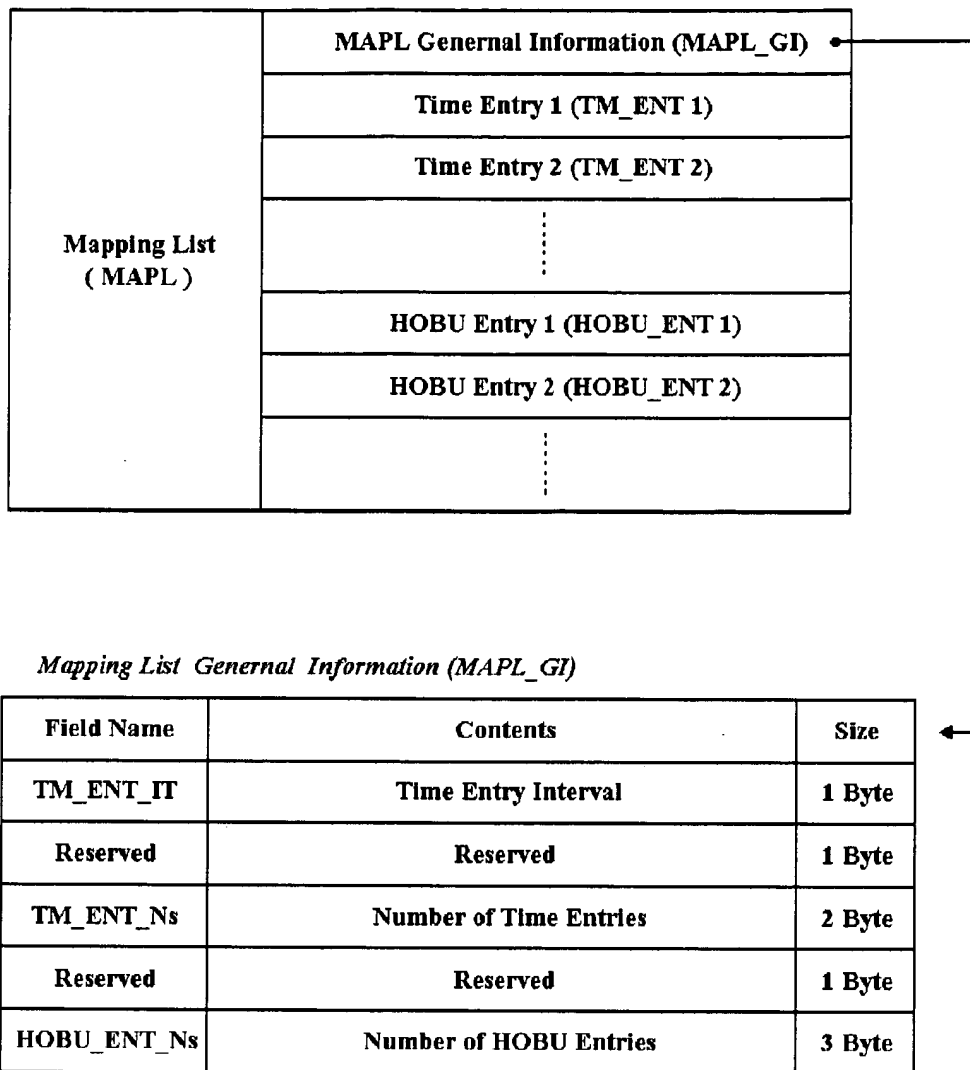 MAPL Genernal Information (MAPL_GI)
Time Entry 1 (TM_ENT 1)
Time Entry 2 (TM_ENT 2)
Mapping List
( MAPL )
HOBU Entry 1 (HOBU_ENT 1)
HOBU Entry 2 (HOBU_ENT 2)
Mapping List Genernal Information (MAPL_GI)
Field Name Contents Size
TM_ENT_IT Time Entry Interval 1 Byte
Reserved Reserved 1 Byte
TM_ENT_Ns Number of Time Entries 2 Byte
Reserved Reserved 1 Byte
HOBU_ENT_Ns Number of HOBU Entries 3 Byte